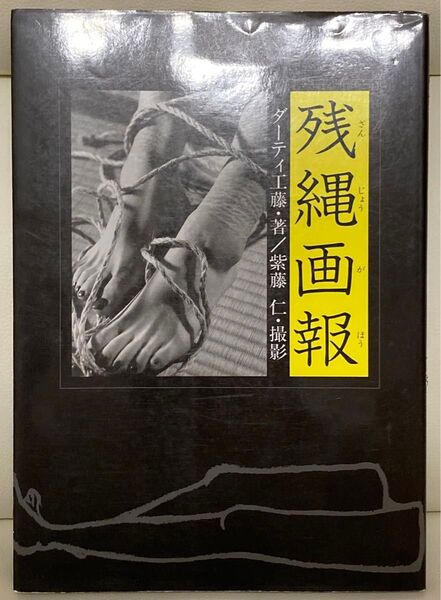 残縄画報
ざんじょうがほう
ダーティ工藤・著／紫藤 仁・撮影